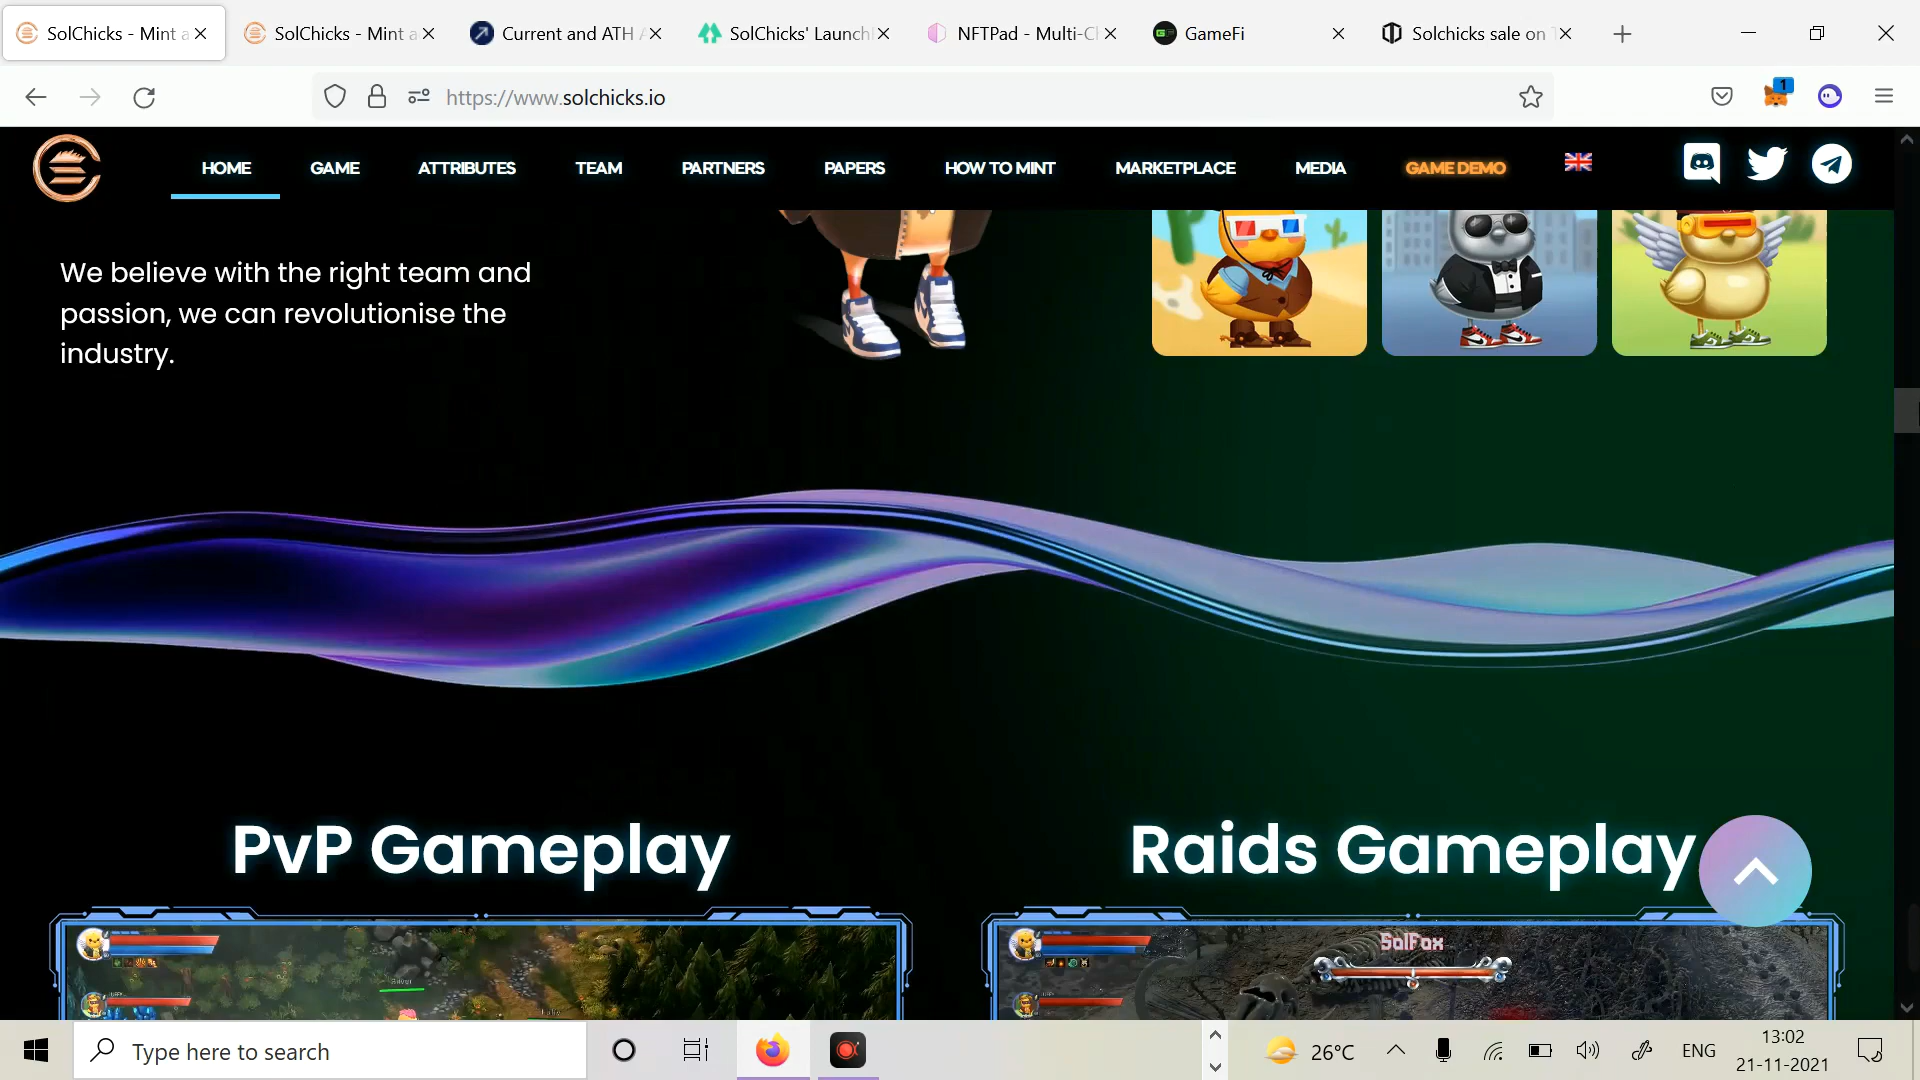 SolChicks - Mint a
SolChicks - Mint a
Current and ATH A
SolChicks' Launch
NFTPad - Multi-C
GameFi
Solchicks sale on T
https://www.solchicks.io
1
HOME
GAME
ATTRIBUTES
TEAM
PARTNERS
PAPERS
HOW TO MINT
MARKETPLACE
MEDIA
GAME DEMO
We believe with the right team and
passion, we can revolutionise the
industry.
PvP Gameplay
Raids Gameplay
SolFox
Type here to search
26°C
ENG
13:02
21-11-2021